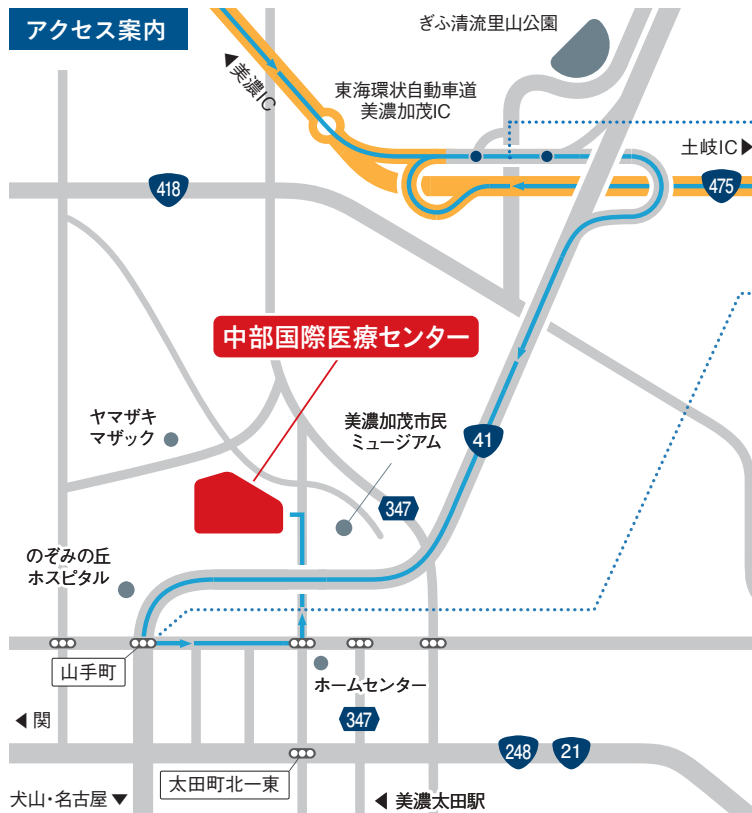 アクセス案内
ぎふ清流里山公園
◀美濃IC
東海環状自動車道
美濃加茂IC
土岐IC▶
418
475
中部国際医療センター
ヤマザキ
マザック
美濃加茂市民
ミュージアム
41
347
のぞみの丘
ホスピタル
山手町
ホームセンター
◀関
347
248
21
太田町北一東
犬山・名古屋▼
◀美濃太田駅